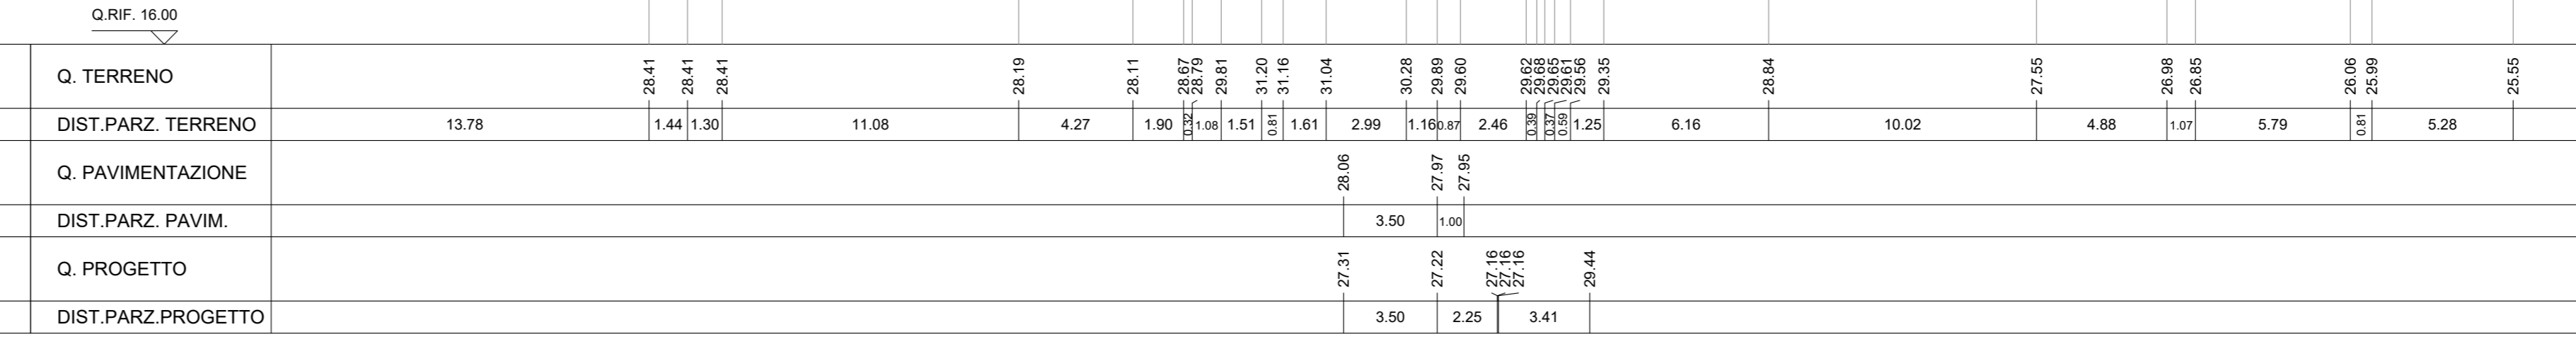 Q.RIF. 16.00
Q. TERRENO 28.41 28.41 28.41 28.19 28.11 28.67 28.79 29.81 31.20 31.16 31.04 30.28 29.89 29.60 29.62 29.68 29.65 29.61 29.56 29.35 28.84 27.55 26.98 26.85 26.06 25.99 25.55
DIST.PARZ. TERRENO 13.78 1.44 1.30 11.08 4.27 1.90 0.32 1.08 1.51 0.81 1.61 2.99 1.16 0.87 2.46 0.39 0.37 0.59 1.25 6.16 10.02 4.88 1.07 5.79 0.81 5.28
Q. PAVIMENTAZIONE 28.06 27.97 27.95
DIST.PARZ. PAVIM. 3.50 1.00
Q. PROGETTO 27.31 27.22 27.16 27.16 27.16 29.44
DIST.PARZ.PROGETTO 3.50 2.25 3.41